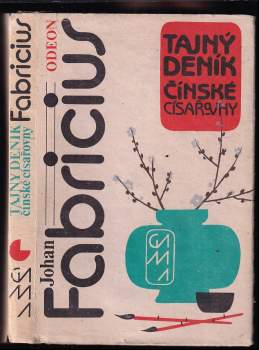 TAJNÝ DENÍK
čínské císařovny
Fabricius
Johan
Fabricius
ODEON
TAJNÝ
DENÍK
ČÍNSKÉ
CÍSAŘOVNY
GAMA